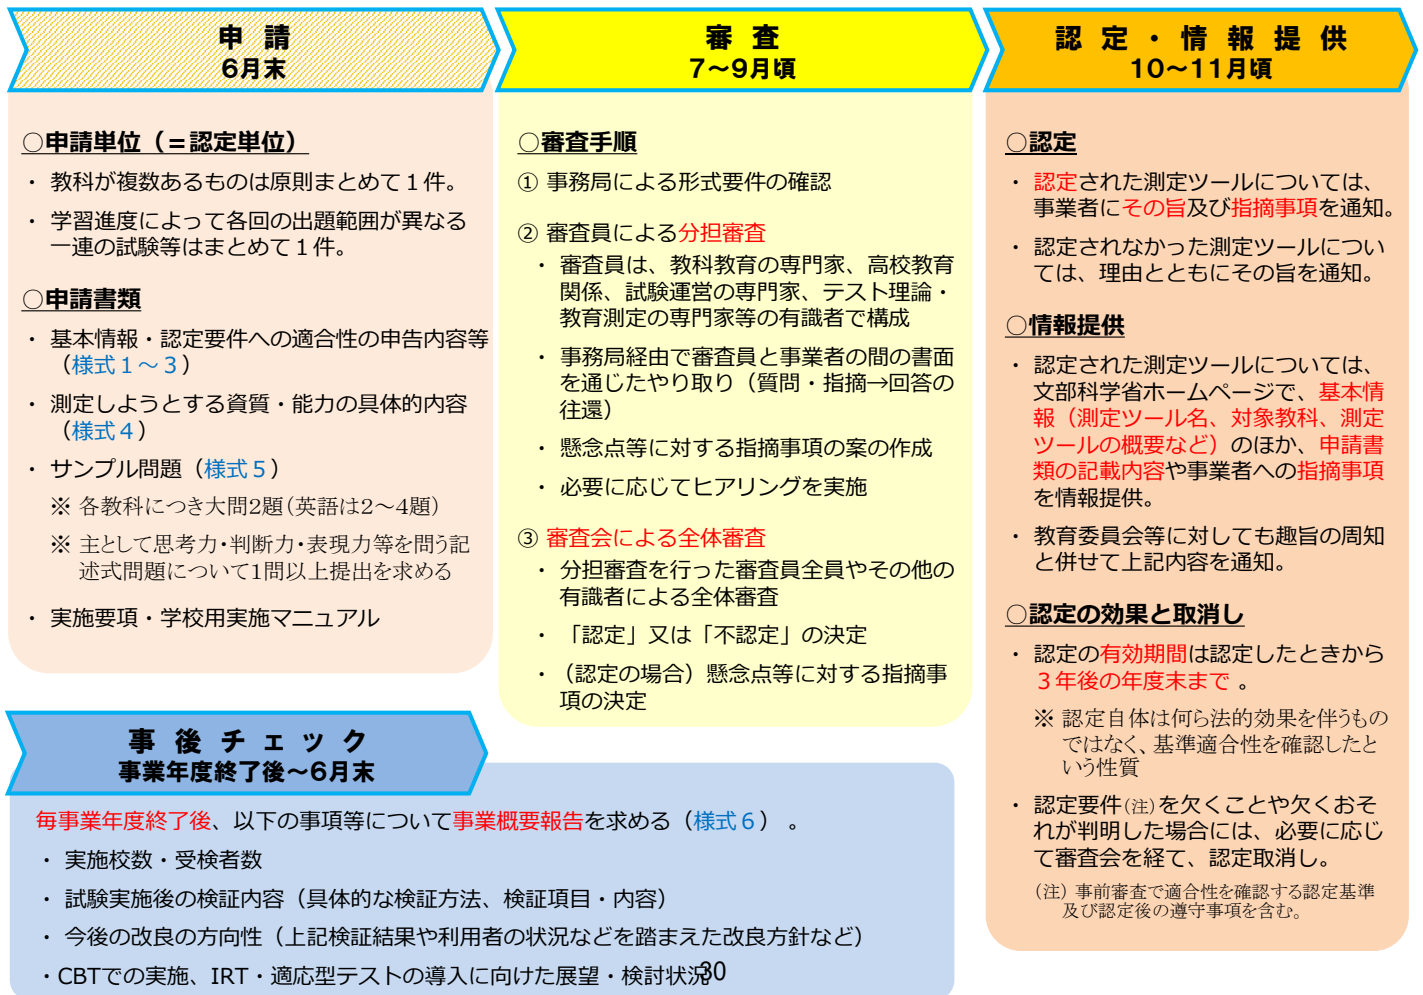 申 請
6月末
○申請単位（＝認定単位）
・ 教科が複数あるものは原則まとめて１件。
・ 学習進度によって各回の出題範囲が異なる
一連の試験等はまとめて１件。
○申請書類
・ 基本情報・認定要件への適合性の申告内容等
（様式１～３）
・ 測定しようとする資質・能力の具体的内容
（様式４）
・ サンプル問題（様式５）
※ 各教科につき大問2題（英語は2～4題）
※ 主として思考力・判断力・表現力等を問う記
述式問題について1問以上提出を求める
・ 実施要項・学校用実施マニュアル
審 査
7～9月頃
○審査手順
① 事務局による形式要件の確認
② 審査員による分担審査
・ 審査員は、教科教育の専門家、高校教育
関係、試験運営の専門家、テスト理論・
教育測定の専門家等の有識者で構成
・ 事務局経由で審査員と事業者の間の書面
を通じたやり取り（質問・指摘→回答の
往還）
・ 懸念点等に対する指摘事項の案の作成
・ 必要に応じてヒアリングを実施
③ 審査会による全体審査
・ 分担審査を行った審査員全員やその他の
有識者による全体審査
・ 「認定」又は「不認定」の決定
・ （認定の場合）懸念点等に対する指摘事
項の決定
認 定 ・ 情 報 提 供
10～11月頃
○認定
・ 認定された測定ツールについては、
事業者にその旨及び指摘事項を通知。
・ 認定されなかった測定ツールについ
ては、理由とともにその旨を通知。
○情報提供
・ 認定された測定ツールについては、
文部科学省ホームページで、基本情
報（測定ツール名、対象教科、測定
ツールの概要など）のほか、申請書
類の記載内容や事業者への指摘事項
を情報提供。
・ 教育委員会等に対しても趣旨の周知
と併せて上記内容を通知。
○認定の効果と取消し
・ 認定の有効期間は認定したときから
３年後の年度末まで 。
※ 認定自体は何ら法的効果を伴うもの
ではなく、基準適合性を確認したと
いう性質
・ 認定要件（注）を欠くことや欠くおそ
れが判明した場合には、必要に応じ
て審査会を経て、認定取消し。
（注） 事前審査で適合性を確認する認定基準
及び認定後の遵守事項を含む。
事 後 チ ェ ッ ク
事業年度終了後～6月末
毎事業年度終了後、以下の事項等について事業概要報告を求める（様式６） 。
・ 実施校数・受検者数
・ 試験実施後の検証内容（具体的な検証方法、検証項目・内容）
・ 今後の改良の方向性（上記検証結果や利用者の状況などを踏まえた改良方針など）
・CBTでの実施、IRT・適応型テストの導入に向けた展望・検討状況
30